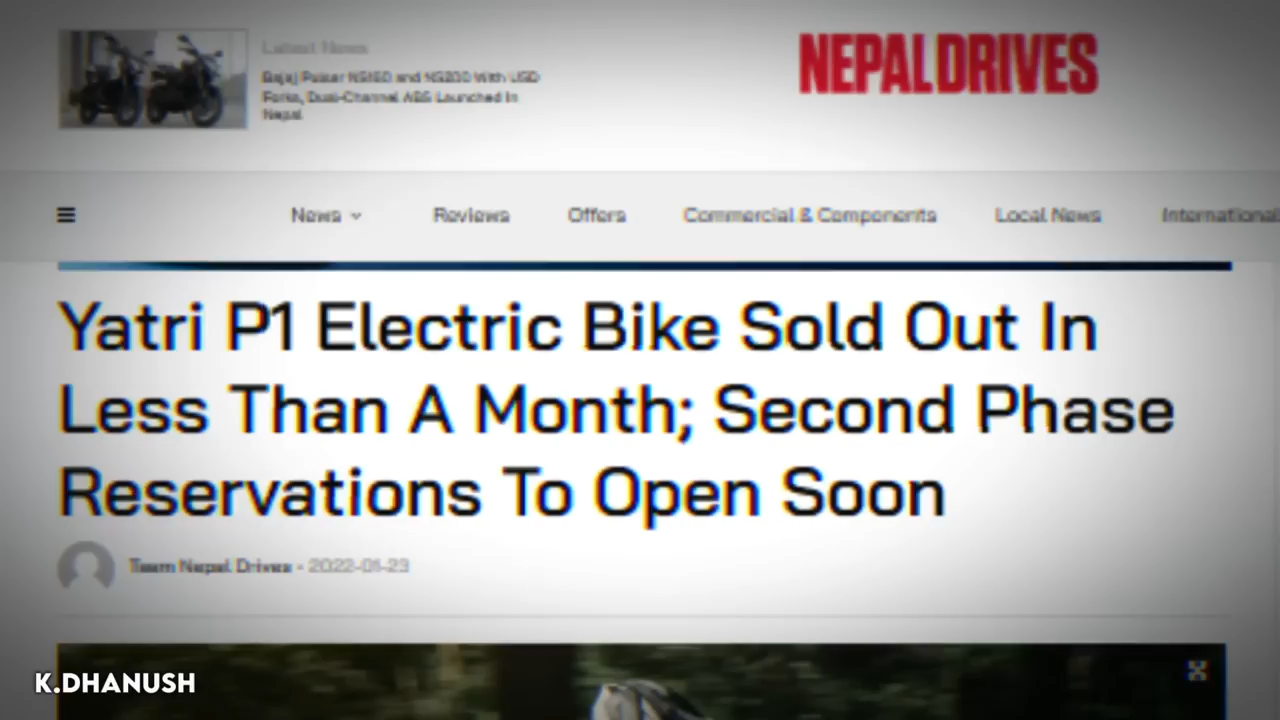 Latest News
Bajaj Pulsar NS160 and NS200 With USD
Forks, Dual-Channel ABS Launched In
Nepal
NEPALDRIVES
News
Reviews
Offers
Commercial & Components
Local News
International
Yatri P1 Electric Bike Sold Out In
Less Than A Month; Second Phase
Reservations To Open Soon
Team Nepal Drives - 2022-01-23
K.DHANUSH